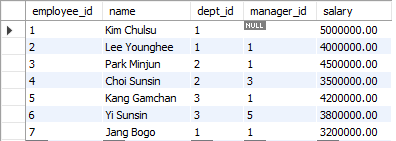 employee_id name dept_id manager_id salary
1 Kim Chulsu 1 NULL 5000000.00
2 Lee Younghee 1 1 4000000.00
3 Park Minjun 2 1 4500000.00
4 Choi Sunsin 2 3 3500000.00
5 Kang Gamchan 3 1 4200000.00
6 Yi Sunsin 3 5 3800000.00
7 Jang Bogo 1 1 3200000.00